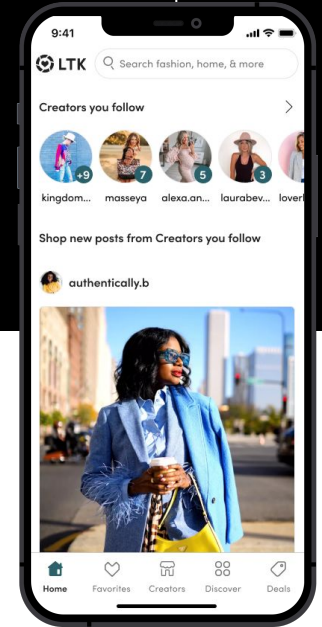 9:41
LTK
Search fashion, home, & more
Creators you follow
+9
7
5
3
kingdom...
masseya
alexa.an...
laurabev...
loverl
Shop new posts from Creators you follow
authentically.b
Home
Favorites
Creators
Discover
Deals